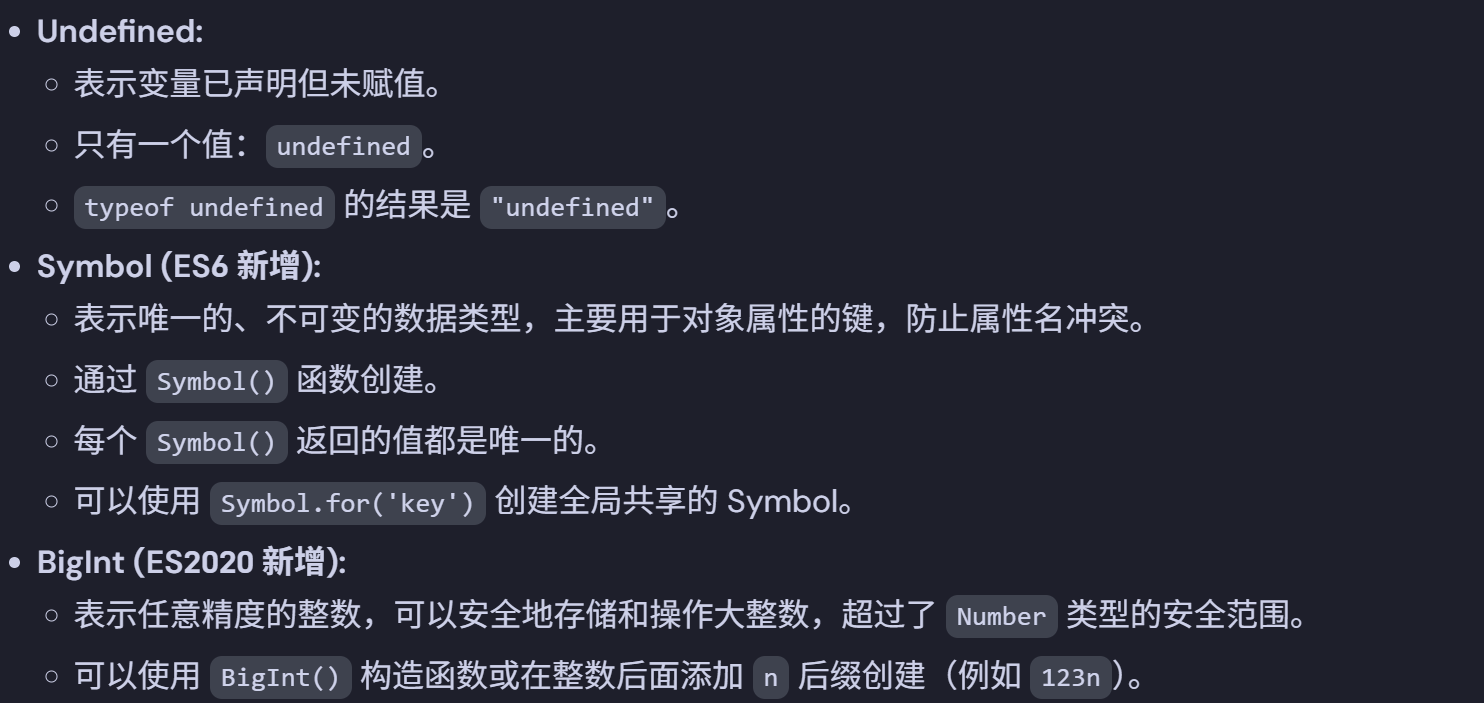 Undefined:
表示变量已声明但未赋值。
只有一个值：undefined。
typeof undefined 的结果是 "undefined"。
Symbol (ES6 新增):
表示唯一的、不可变的数据类型，主要用于对象属性的键，防止属性名冲突。
通过 Symbol() 函数创建。
每个 Symbol() 返回的值都是唯一的。
可以使用 Symbol.for('key') 创建全局共享的 Symbol。
BigInt (ES2020 新增):
表示任意精度的整数，可以安全地存储和操作大整数，超过了 Number 类型的安全范围。
可以使用 BigInt() 构造函数或在整数后面添加 n 后缀创建（例如 123n）。